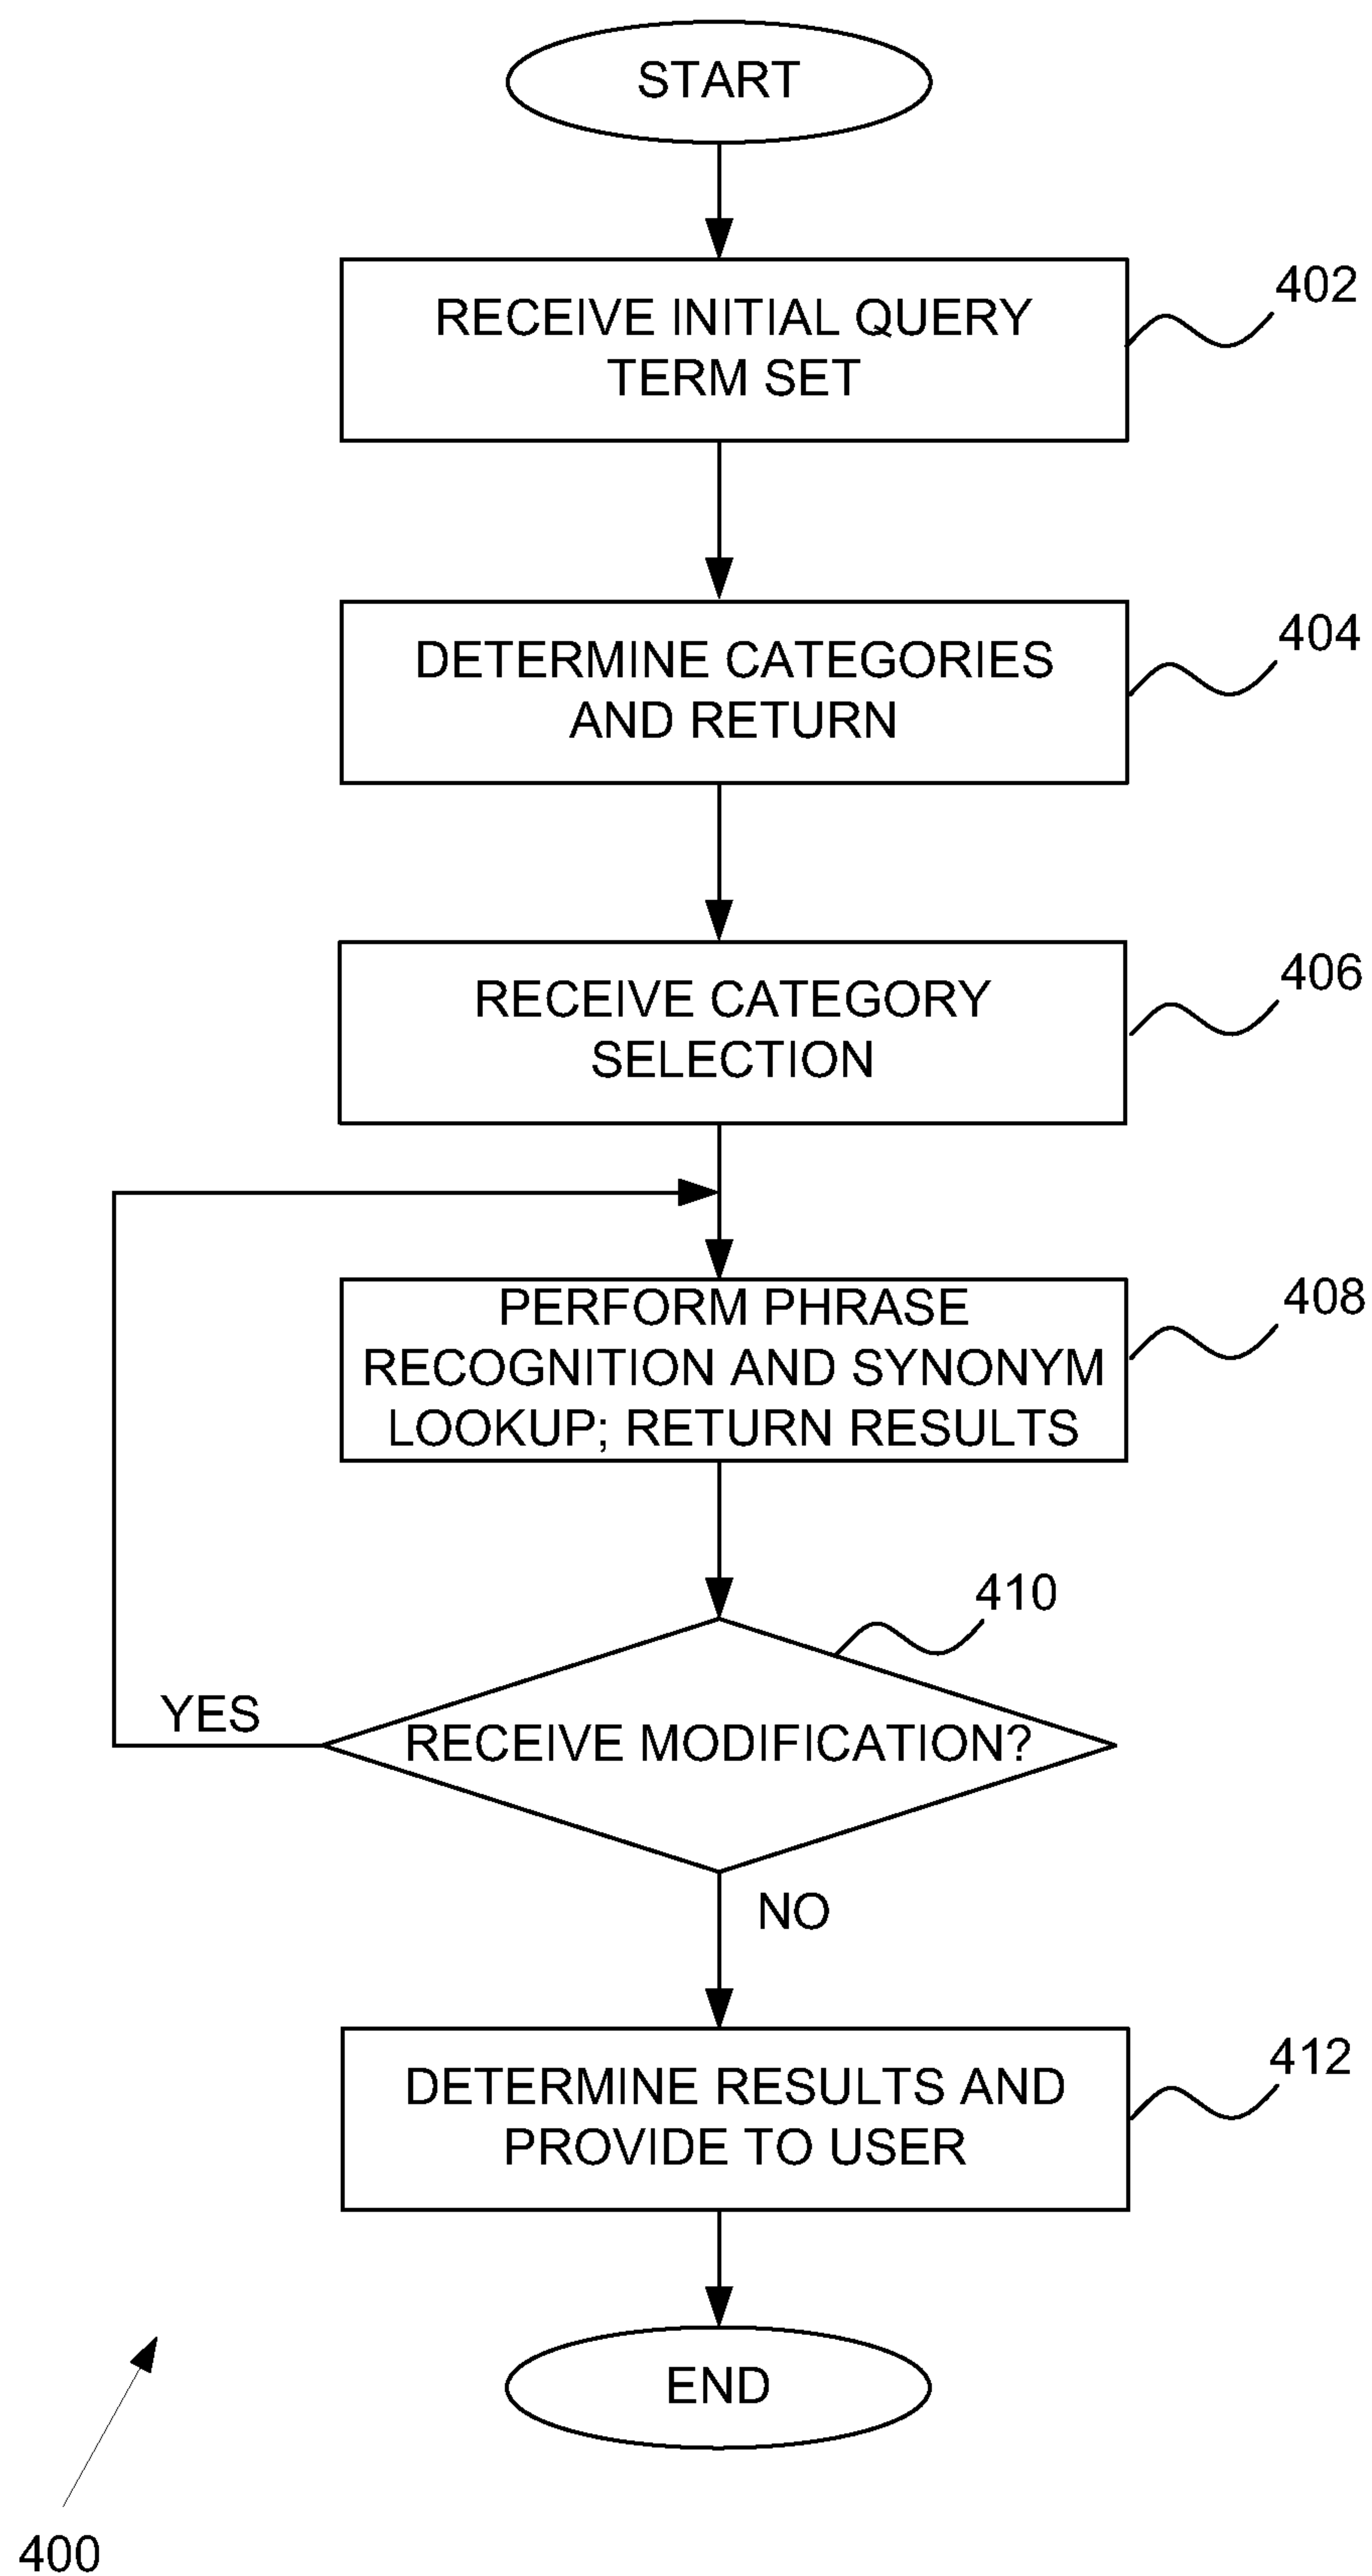 START
RECEIVE INITIAL QUERY
TERM SET
402
DETERMINE CATEGORIES
AND RETURN
404
RECEIVE CATEGORY
SELECTION
406
PERFORM PHRASE
RECOGNITION AND SYNONYM
LOOKUP; RETURN RESULTS
408
410
YES
RECEIVE MODIFICATION?
NO
DETERMINE RESULTS AND
PROVIDE TO USER
412
END
400